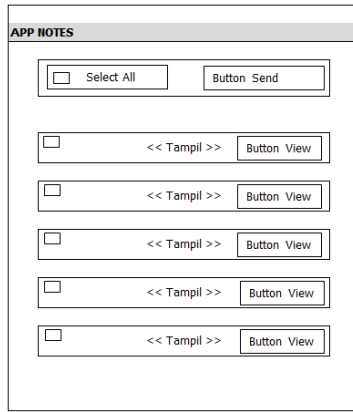 APP NOTES
Select All Button Send
<< Tampil >> Button View
<< Tampil >> Button View
<< Tampil >> Button View
<< Tampil >> Button View
<< Tampil >> Button View